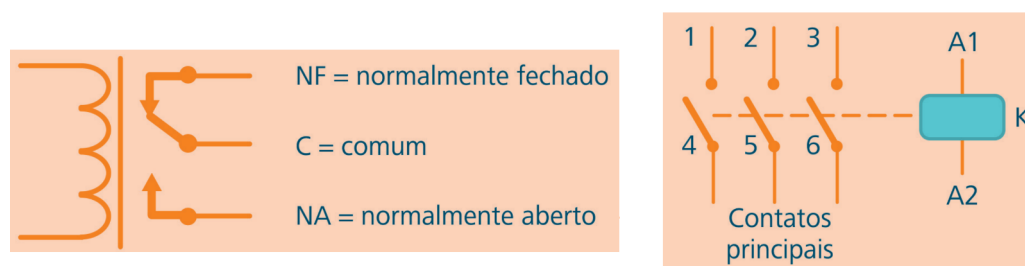 NF = normalmente fechado
C = comum
NA = normalmente aberto
1 2 3
A1
K
4 5 6
A2
Contatos
principais